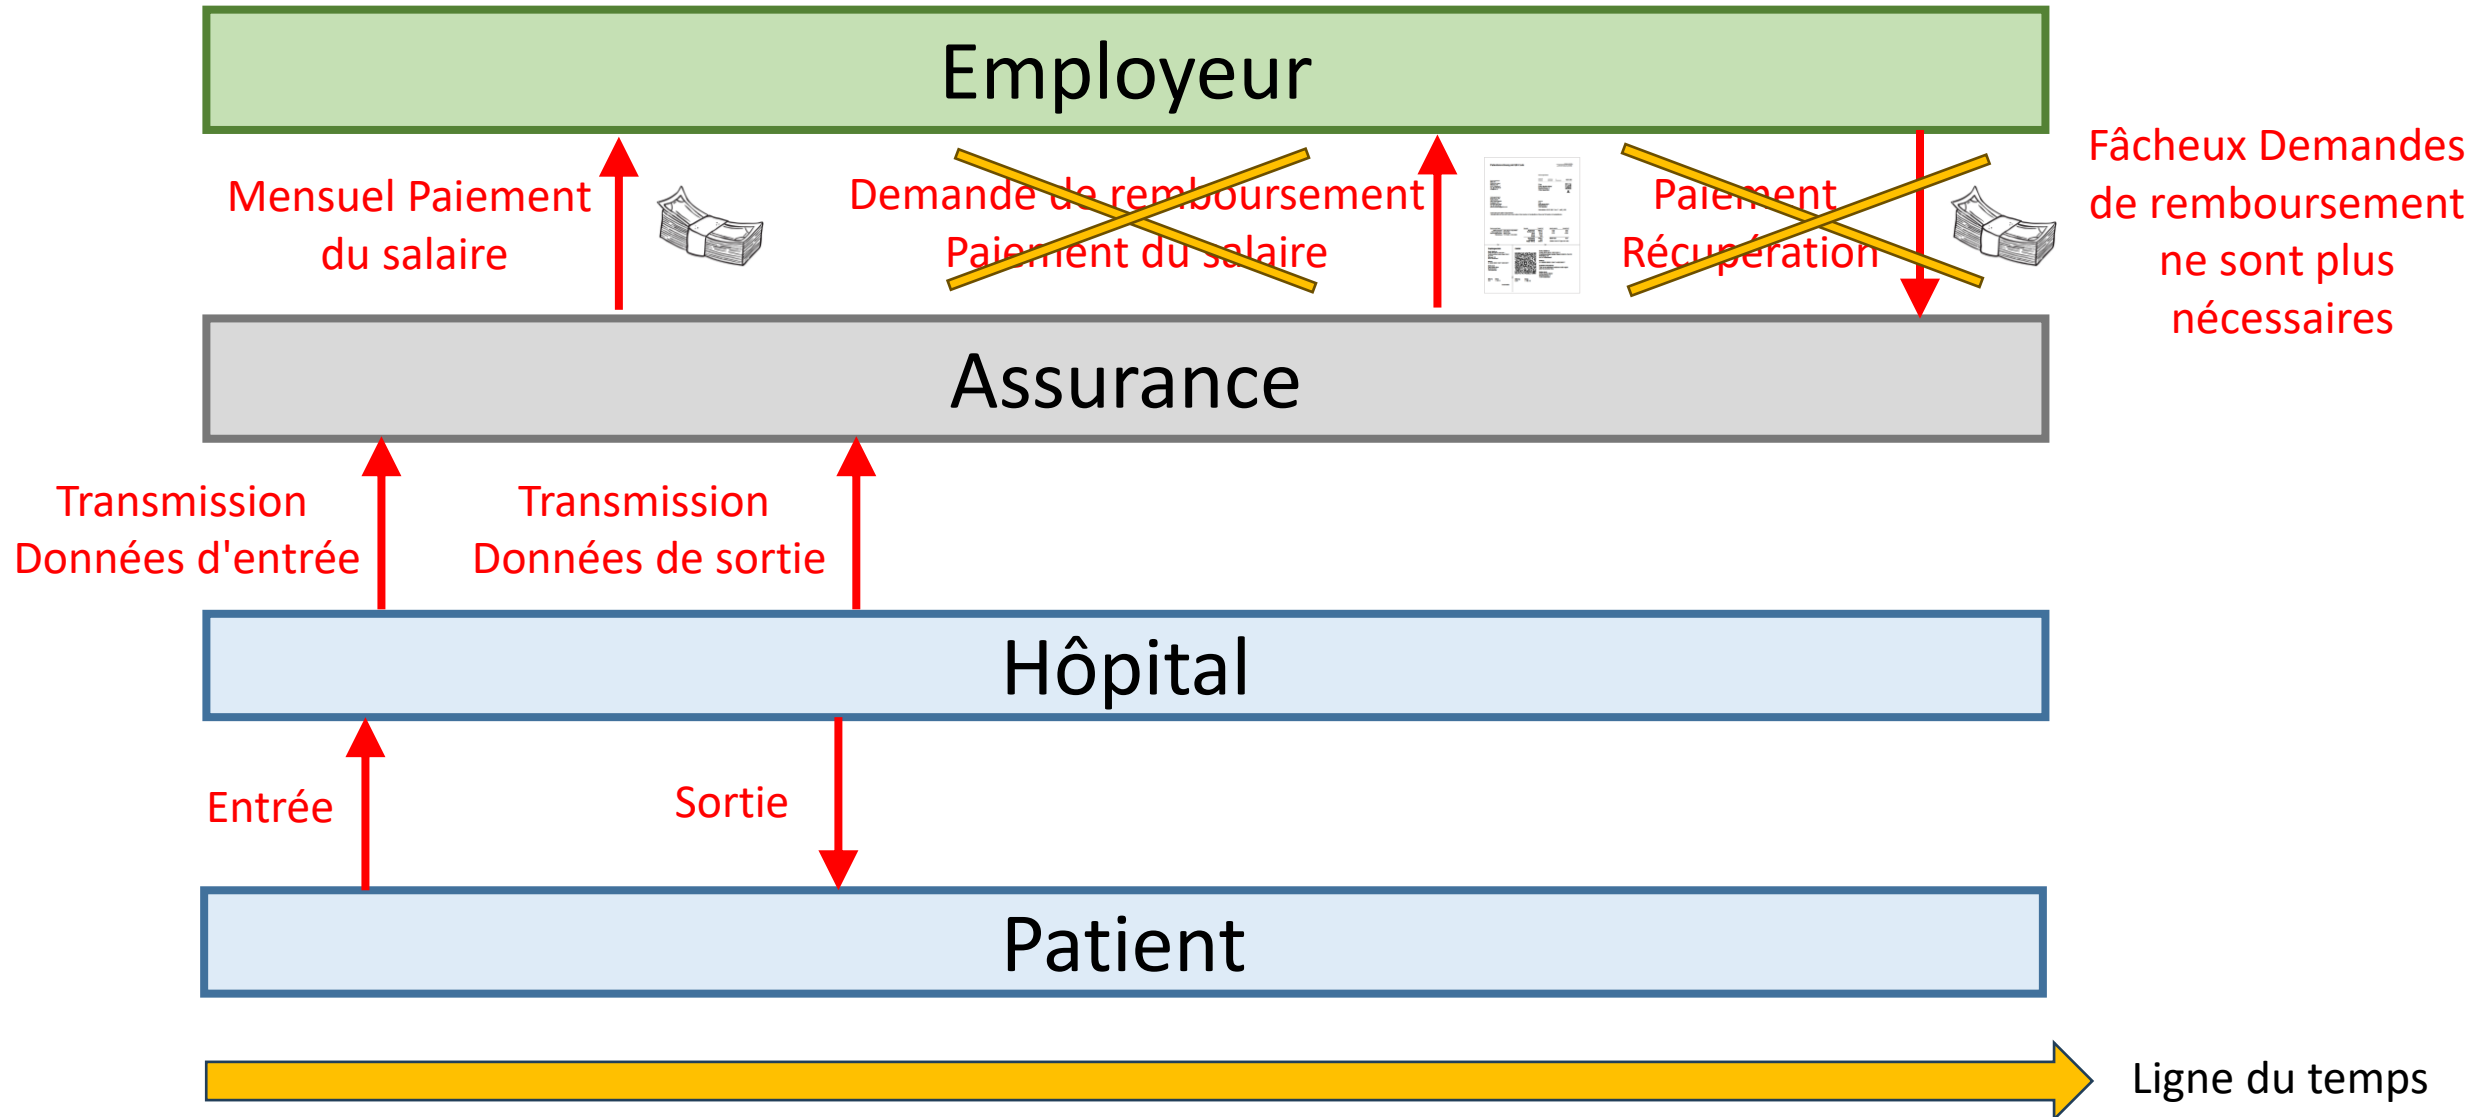 Employeur
Mensuel Paiement
du salaire
Demande de remboursement
Paiement du salaire
Paiement
Récupération
Fâcheux Demandes
de remboursement
ne sont plus
nécessaires
Assurance
Transmission
Données d'entrée
Transmission
Données de sortie
Hôpital
Entrée
Sortie
Patient
Ligne du temps